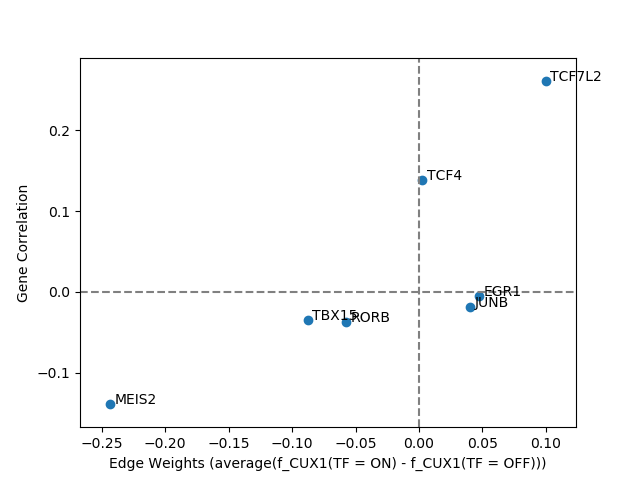 TCF7L2
TCF4
EGR1
JUNB
TBX15
RORB
MEIS2
Gene Correlation
0.2
0.1
0.0
−0.1
−0.25
−0.20
−0.15
−0.10
−0.05
0.00
0.05
0.10
Edge Weights (average(f_CUX1(TF = ON) - f_CUX1(TF = OFF)))